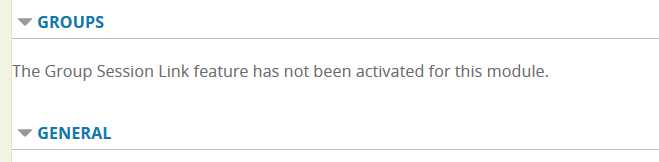 GROUPS
The Group Session Link feature has not been activated for this module.
GENERAL